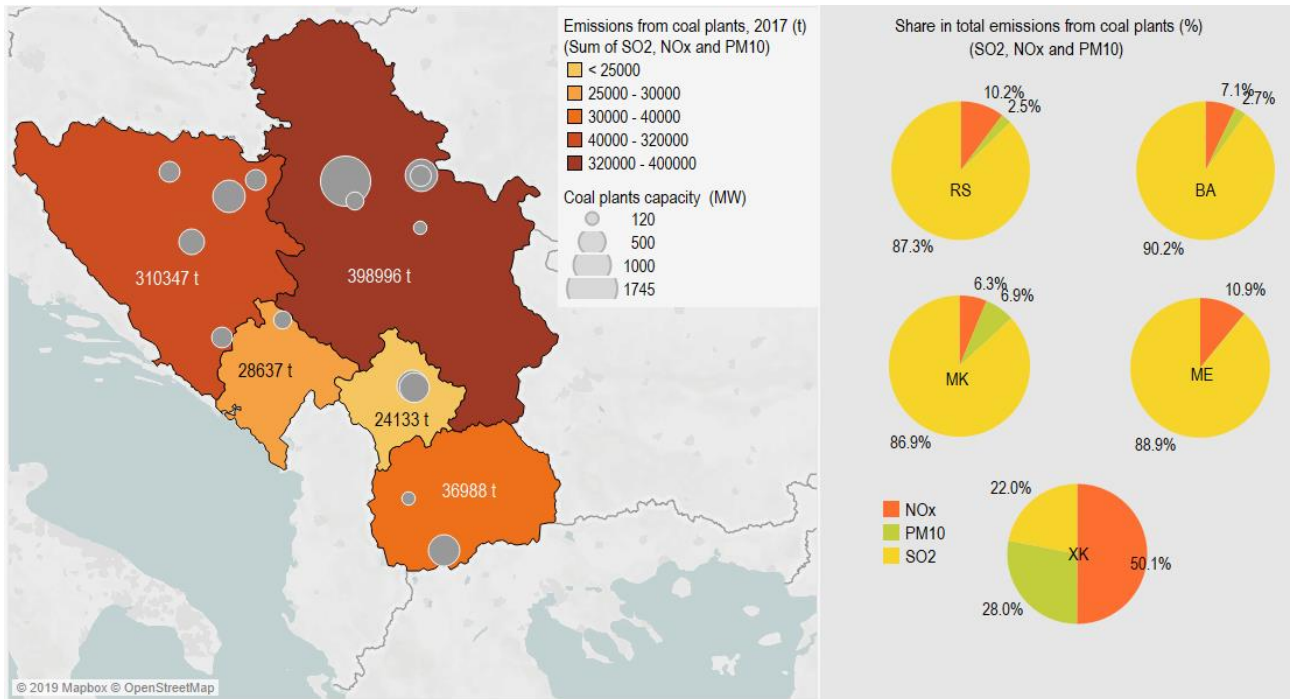 Emissions from coal plants, 2017 (t)
(Sum of SO2, NOx and PM10)
< 25000
25000 - 30000
30000 - 40000
40000 - 320000
320000 - 400000
Coal plants capacity (MW)
120
500
1000
1745
310347 t
398996 t
28637 t
24133 t
36988 t
© 2019 Mapbox © OpenStreetMap
Share in total emissions from coal plants (%)
(SO2, NOx and PM10)
10.2%
2.5%
RS
87.3%
7.1%
2.7%
BA
90.2%
6.3%
6.9%
MK
86.9%
10.9%
ME
88.9%
NOx
PM10
SO2
22.0%
XK
50.1%
28.0%